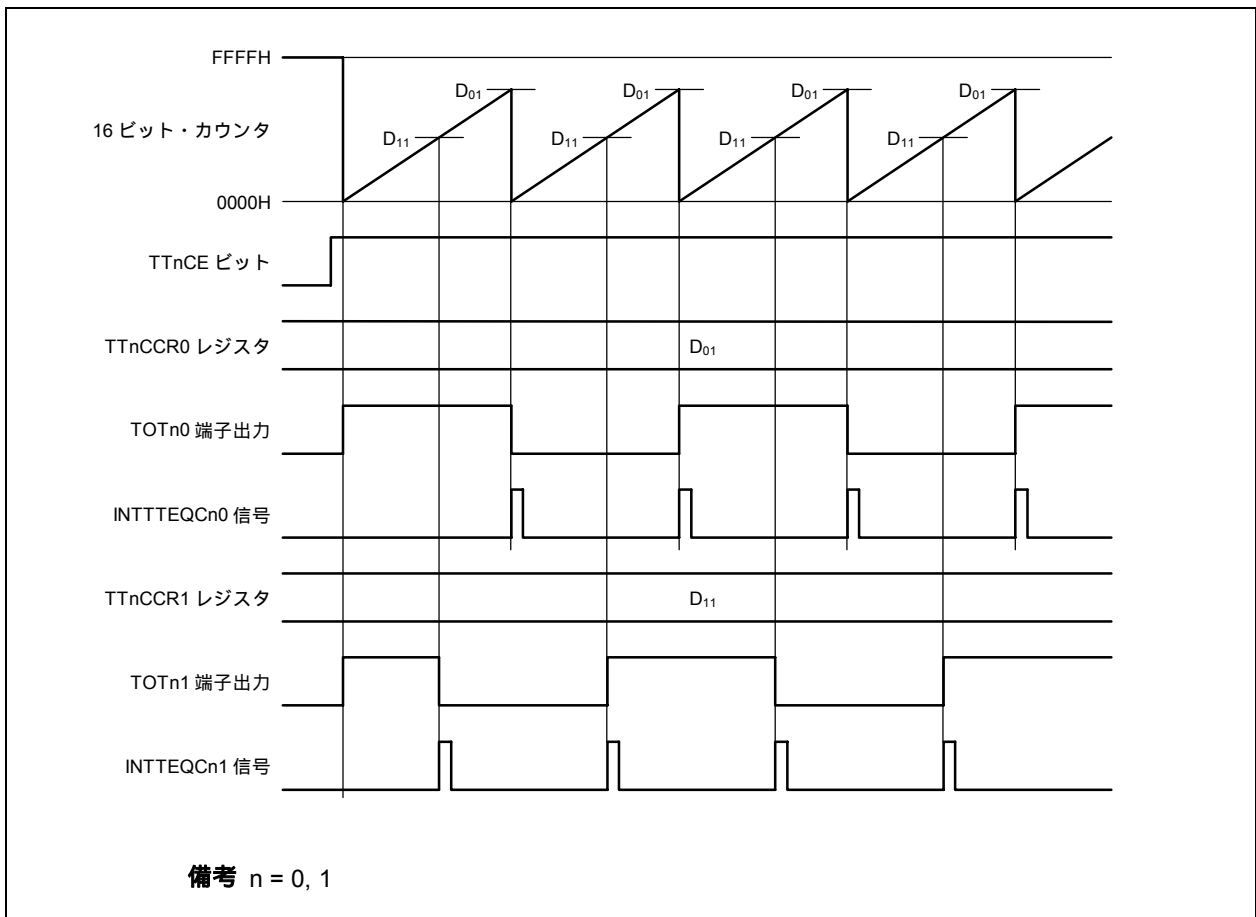 FFFFH
D₀₁ D₀₁ D₀₁ D₀₁
16 ビット・カウンタ
D₁₁ D₁₁ D₁₁ D₁₁
0000H
TTnCE ビット
TTnCCR0 レジスタ
D₀₁
TOTn0 端子出力
INTTTEQCn0 信号
TTnCCR1 レジスタ
D₁₁
TOTn1 端子出力
INTTEQCn1 信号
備考 n = 0, 1